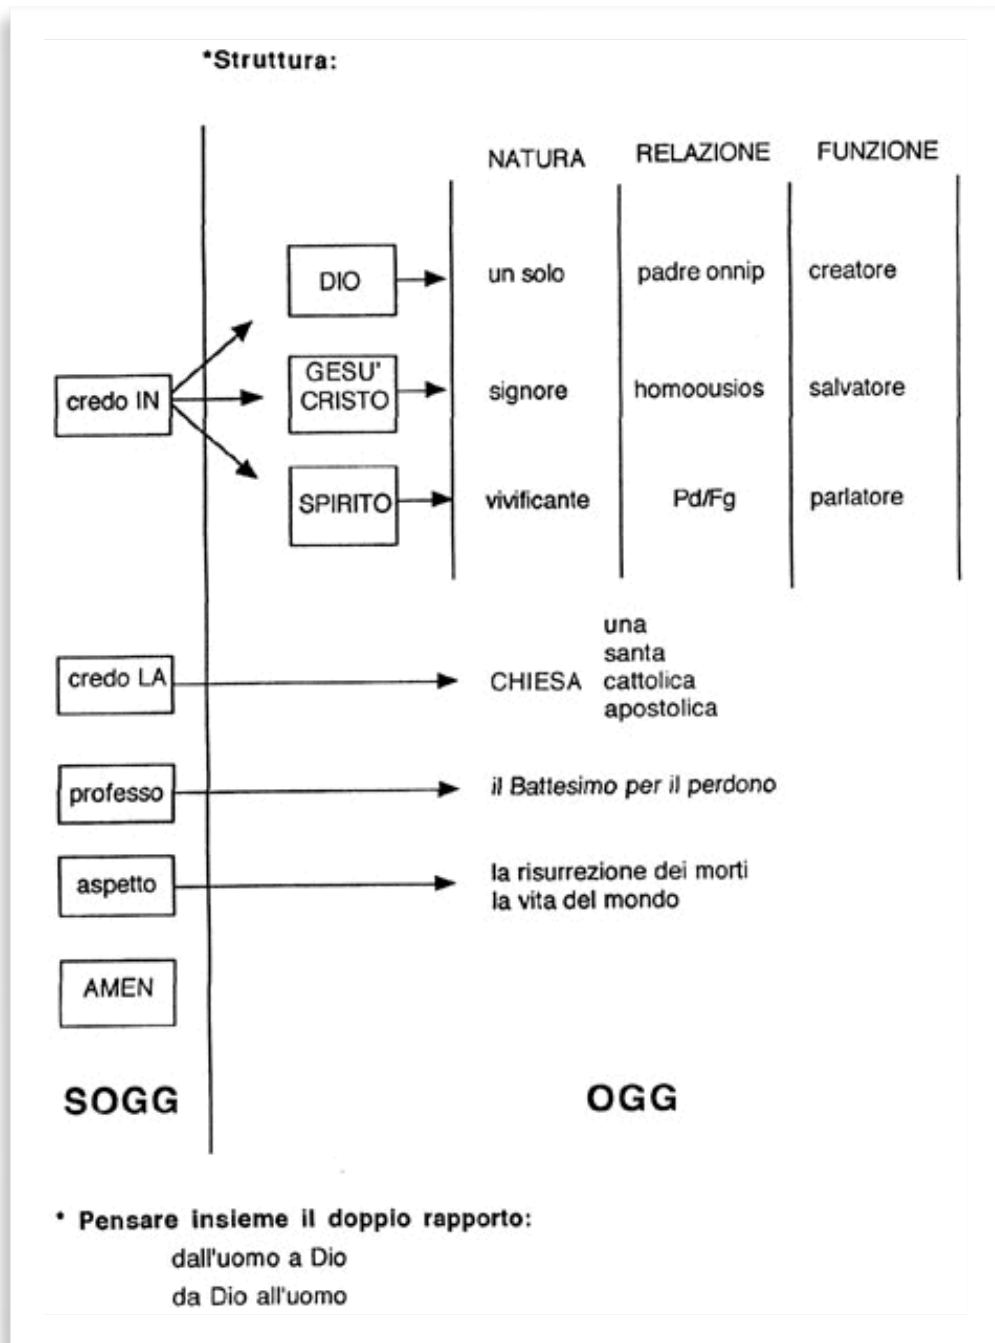 *Struttura:
NATURA RELAZIONE FUNZIONE
DIO un solo padre onnip creatore
GESU'
CRISTO signore homoousios salvatore
credo IN
SPIRITO vivificante Pd/Fg parlatore
una
santa
credo LA CHIESA cattolica
apostolica
professo il Battesimo per il perdono
aspetto la risurrezione dei morti
la vita del mondo
AMEN
SOGG OGG
* Pensare insieme il doppio rapporto:
dall'uomo a Dio
da Dio all'uomo